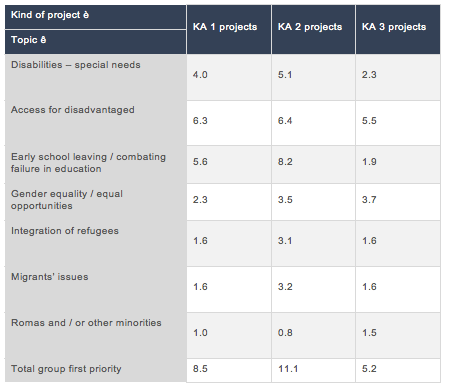 Kind of project è
KA 1 projects KA 2 projects KA 3 projects
Topic ê
Disabilities – special needs
4.0 5.1 2.3
Access for disadvantaged
6.3 6.4 5.5
Early school leaving / combating
failure in education
5.6 8.2 1.9
Gender equality / equal
opportunities
2.3 3.5 3.7
Integration of refugees
1.6 3.1 1.6
Migrants' issues
1.6 3.2 1.6
Romas and / or other minorities
1.0 0.8 1.5
Total group first priority 8.5 11.1 5.2